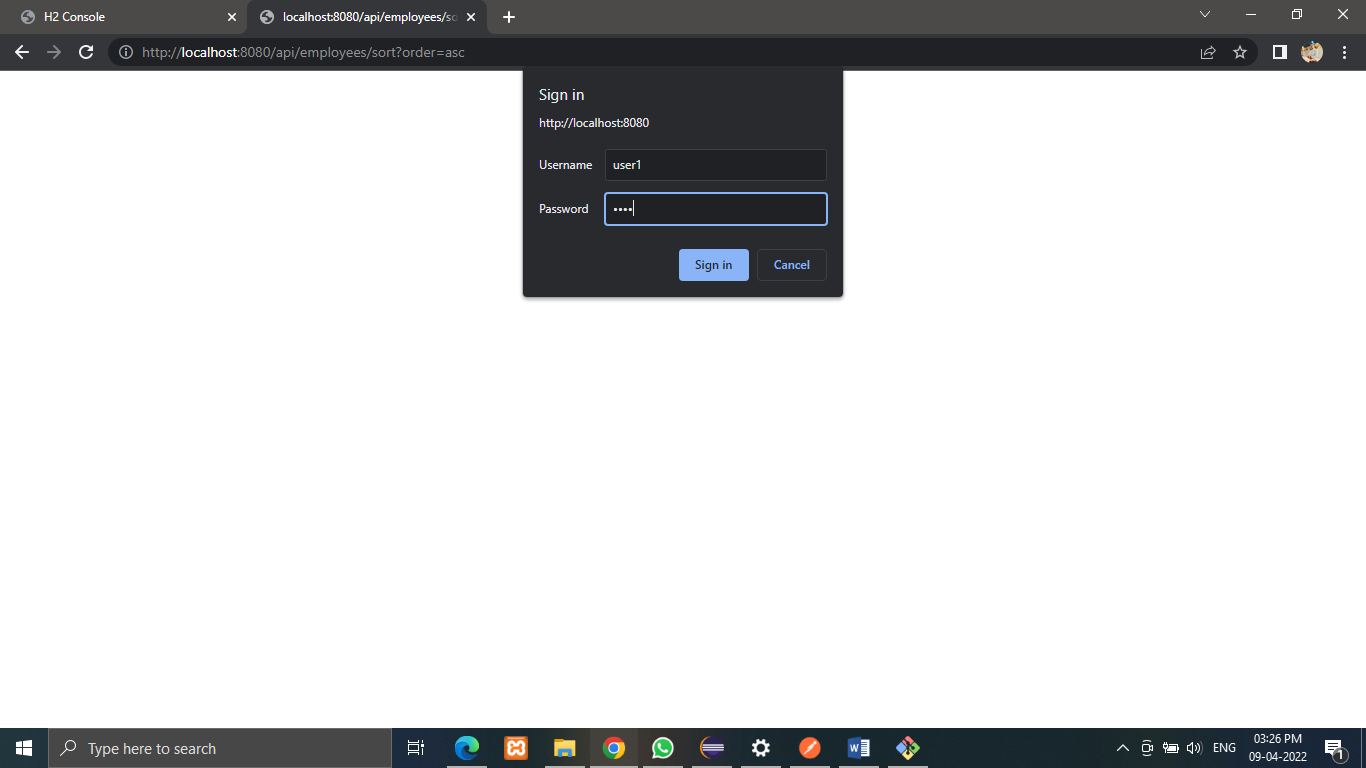 H2 Console
localhost:8080/api/employees/so
http://localhost:8080/api/employees/sort?order=asc
Sign in
http://localhost:8080
Username user1
Password ••••
Sign in Cancel
Type here to search
ENG
03:26 PM
09-04-2022
1